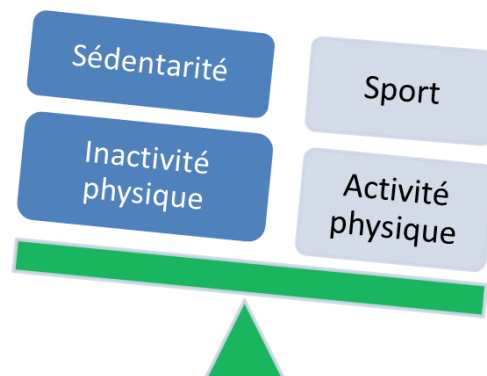 Sédentarité
Inactivité
physique
Sport
Activité
physique